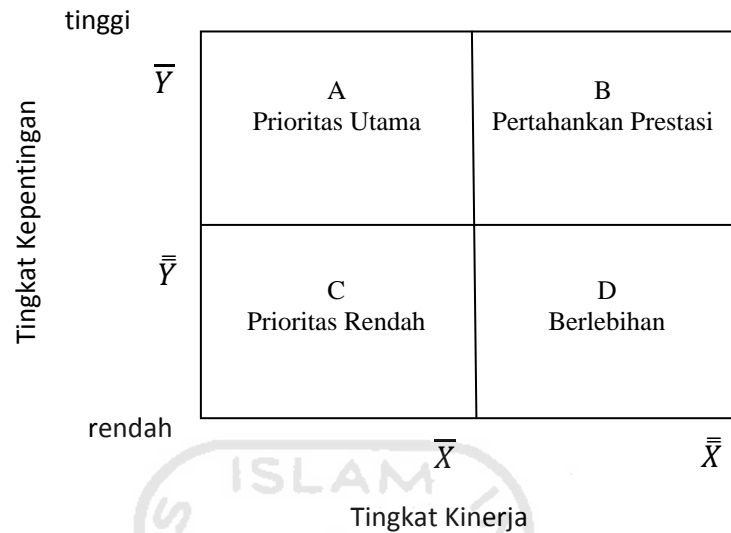 tinggi
Y̅
A
Prioritas Utama
B
Pertahankan Prestasi
Tingkat Kepentingan
Y̿
C
Prioritas Rendah
D
Berlebihan
rendah
X̅
X̿
ISLAM
Tingkat Kinerja